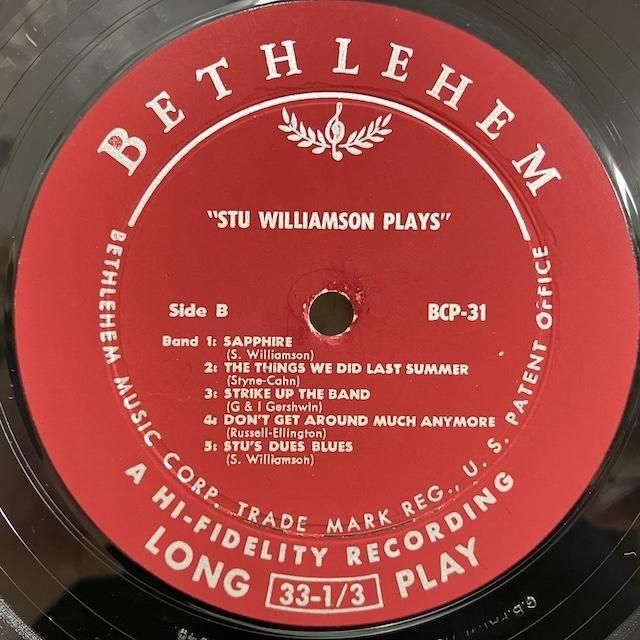 BETHLEHEM
"STU WILLIAMSON PLAYS"
Side B
BCP-31
Band 1: SAPPHIRE
(S. Williamson)
2: THE THINGS WE DID LAST SUMMER
(Styne-Cahn)
3: STRIKE UP THE BAND
(G & I Gershwin)
4: DON'T GET AROUND MUCH ANYMORE
(Russell-Ellington)
5: STU'S DUES BLUES
(S. Williamson)
BETHLEHEM MUSIC CORP. TRADE MARK REG., U. S. PATENT OFFICE
A HI-FIDELITY RECORDING
LONG 33-1/3 PLAY